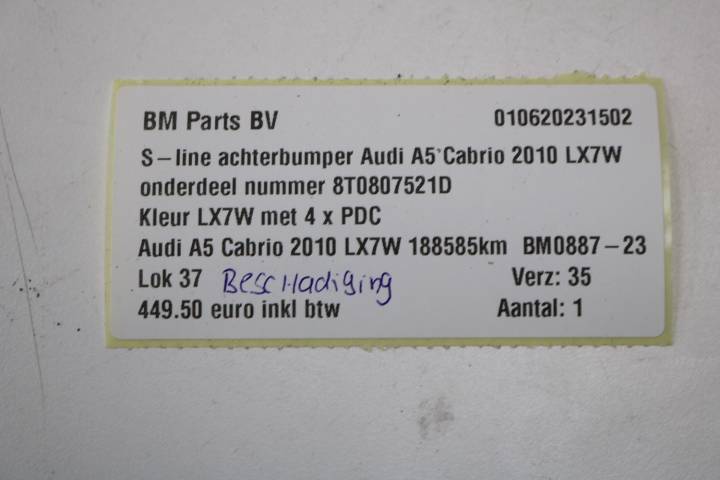 BM Parts BV 010620231502
S-line achterbumper Audi A5 Cabrio 2010 LX7W
onderdeel nummer 8T0807521D
Kleur LX7W met 4 x PDC
Audi A5 Cabrio 2010 LX7W 188585km BM0887-23
Lok 37 Beschadiging Verz: 35
449.50 euro inkl btw Aantal: 1